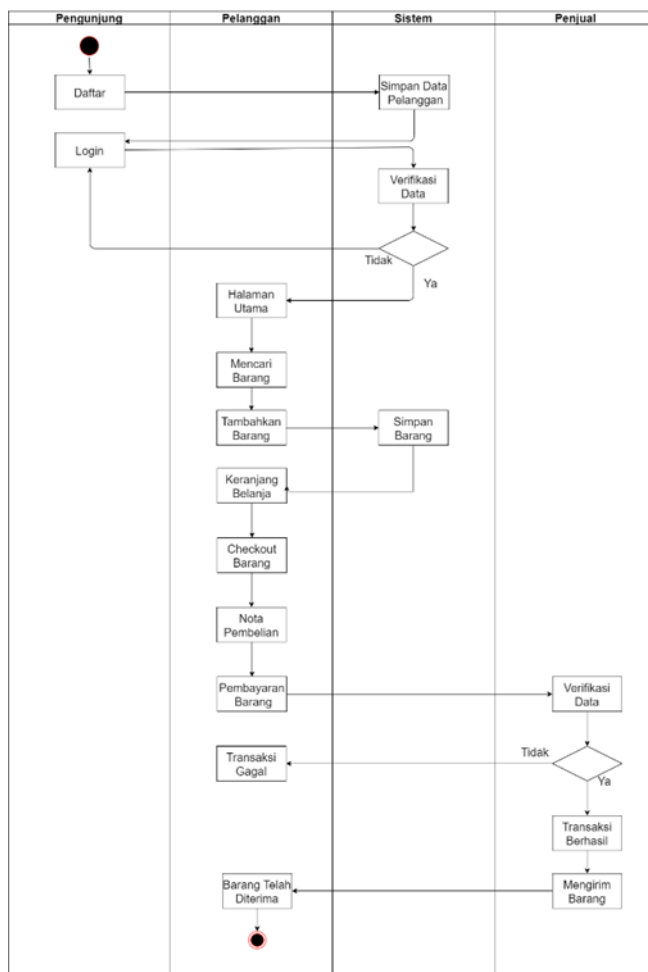 Pengunjung
Pelanggan
Sistem
Penjual
Daftar
Simpan Data
Pelanggan
Login
Verifikasi
Data
Tidak
Ya
Halaman
Utama
Mencari
Barang
Tambahkan
Barang
Simpan
Barang
Keranjang
Belanja
Checkout
Barang
Nota
Pembelian
Pembayaran
Barang
Verifikasi
Data
Transaksi
Gagal
Tidak
Ya
Transaksi
Berhasil
Barang Telah
Diterima
Mengirim
Barang